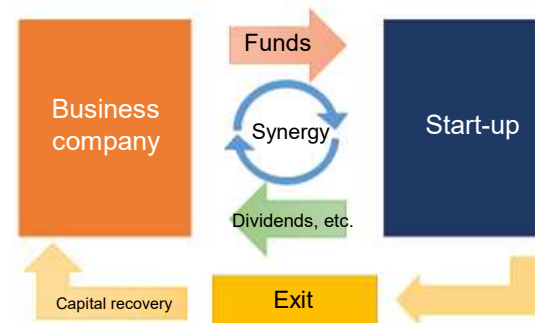 Funds
Business
company
Synergy
Start-up
Dividends, etc.
Capital recovery
Exit